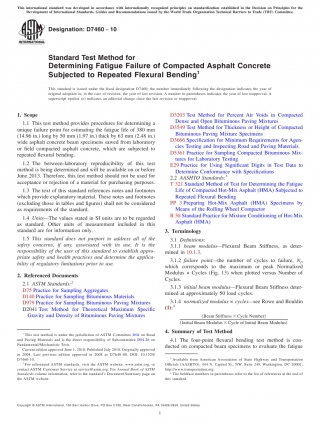 This international standard was developed in accordance with internationally recognized principles on standardization established in the Decision on Principles for the
Development of International Standards, Guides and Recommendations issued by the World Trade Organization Technical Barriers to Trade (TBT) Committee.
Designation: D7460 − 10
INTERNATIONAL
Standard Test Method for
Determining Fatigue Failure of Compacted Asphalt Concrete
Subjected to Repeated Flexural Bending1
This standard is issued under the fixed designation D7460; the number immediately following the designation indicates the year of
original adoption or, in the case of revision, the year of last revision. A number in parentheses indicates the year of last reapproval. A
superscript epsilon (ε) indicates an editorial change since the last revision or reapproval.
1. Scope
1.1 This test method provides procedures for determining a
unique failure point for estimating the fatigue life of 380 mm
(14.96 in.) long by 50 mm (1.97 in.) thick by 63 mm (2.48 in.)
wide asphalt concrete beam specimens sawed from laboratory
or field compacted asphalt concrete, which are subjected to
repeated flexural bending.
1.2 The between-laboratory reproducibility of this test
method is being determined and will be available on or before
June 2013. Therefore, this test method should not be used for
acceptance or rejection of a material for purchasing purposes.
1.3 The text of this standard references notes and footnotes
which provide explanatory material. These notes and footnotes
(excluding those in tables and figures) shall not be considered
as requirements of the standard.
1.4 Units—The values stated in SI units are to be regarded
as standard. Other units of measurement included in this
standard are for information only.
1.5 This standard does not purport to address all of the
safety concerns, if any, associated with its use. It is the
responsibility of the user of this standard to establish appro-
priate safety and health practices and determine the applica-
bility of regulatory limitations prior to use.
2. Referenced Documents
2.1 ASTM Standards:2
D75 Practice for Sampling Aggregates
D140 Practice for Sampling Bituminous Materials
D979 Practice for Sampling Bituminous Paving Mixtures
D2041 Test Method for Theoretical Maximum Specific
Gravity and Density of Bituminous Paving Mixtures
1 This test method is under the jurisdiction of ASTM Committee D04 on Road
and Paving Materials and is the direct responsibility of Subcommittee D04.26 on
Fundamental/Mechanistic Tests.
Current edition approved June 1, 2010. Published July 2010. Originally approved
in 2008. Last previous edition approved in 2008 as D7460-08. DOI: 10.1520/
D7460-10.
2 For referenced ASTM standards, visit the ASTM website, www.astm.org, or
contact ASTM Customer Service at service@astm.org. For Annual Book of ASTM
Standards volume information, refer to the standard's Document Summary page on
the ASTM website.
D3203 Test Method for Percent Air Voids in Compacted
Dense and Open Bituminous Paving Mixtures
D3549 Test Method for Thickness or Height of Compacted
Bituminous Paving Mixture Specimens
D3666 Specification for Minimum Requirements for Agen-
cies Testing and Inspecting Road and Paving Materials
D5361 Practice for Sampling Compacted Bituminous Mix-
tures for Laboratory Testing
E29 Practice for Using Significant Digits in Test Data to
Determine Conformance with Specifications
2.2 AASHTO Standards:3
T 321 Standard Method of Test for Determining the Fatigue
Life of Compacted Hot-Mix Asphalt (HMA) Subjected to
Repeated Flexural Bending
PP 3 Preparing Hot-Mix Asphalt (HMA) Specimens by
Means of the Rolling Wheel Compactor
R 30 Standard Practice for Mixture Conditioning of Hot-Mix
Asphalt (HMA)
3. Terminology
3.1 Definitions:
3.1.1 beam modulus—Flexural Beam Stiffness, as deter-
mined in 10.1.3.
3.1.2 failure point—the number of cycles to failure, Nf,
which corresponds to the maximum or peak Normalized
Modulus × Cycles (Fig. 13) when plotted versus Number of
Cycles.
3.1.3 initial beam modulus—Flexural Beam Stiffness, deter-
mined at approximately 50 load cycles.
3.1.4 normalized modulus × cycles—see Rowe and Bouldin
(1):4
[Beam Stiffness × Cycle Number]
[Initial Beam Modulus × Cycle of Initial Beam Modulus]
4. Summary of Test Method
4.1 The four-point flexural bending test method is con-
ducted on compacted beam specimens to evaluate the fatigue
3 Available from American Association of State Highway and Transportation
Officials (AASHTO), 444 N. Capitol St., NW, Suite 249, Washington, DC 20001,
http://www.transportation.org.
4 The boldface numbers in parentheses refer to the list of references at the end of
this standard.
Copyright © ASTM International, 100 Barr Harbor Drive, PO Box C700, West Conshohocken, PA 19428-2959. United States
1